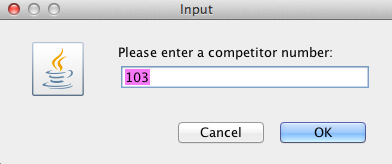 Input
Please enter a competitor number:
103
Cancel
OK